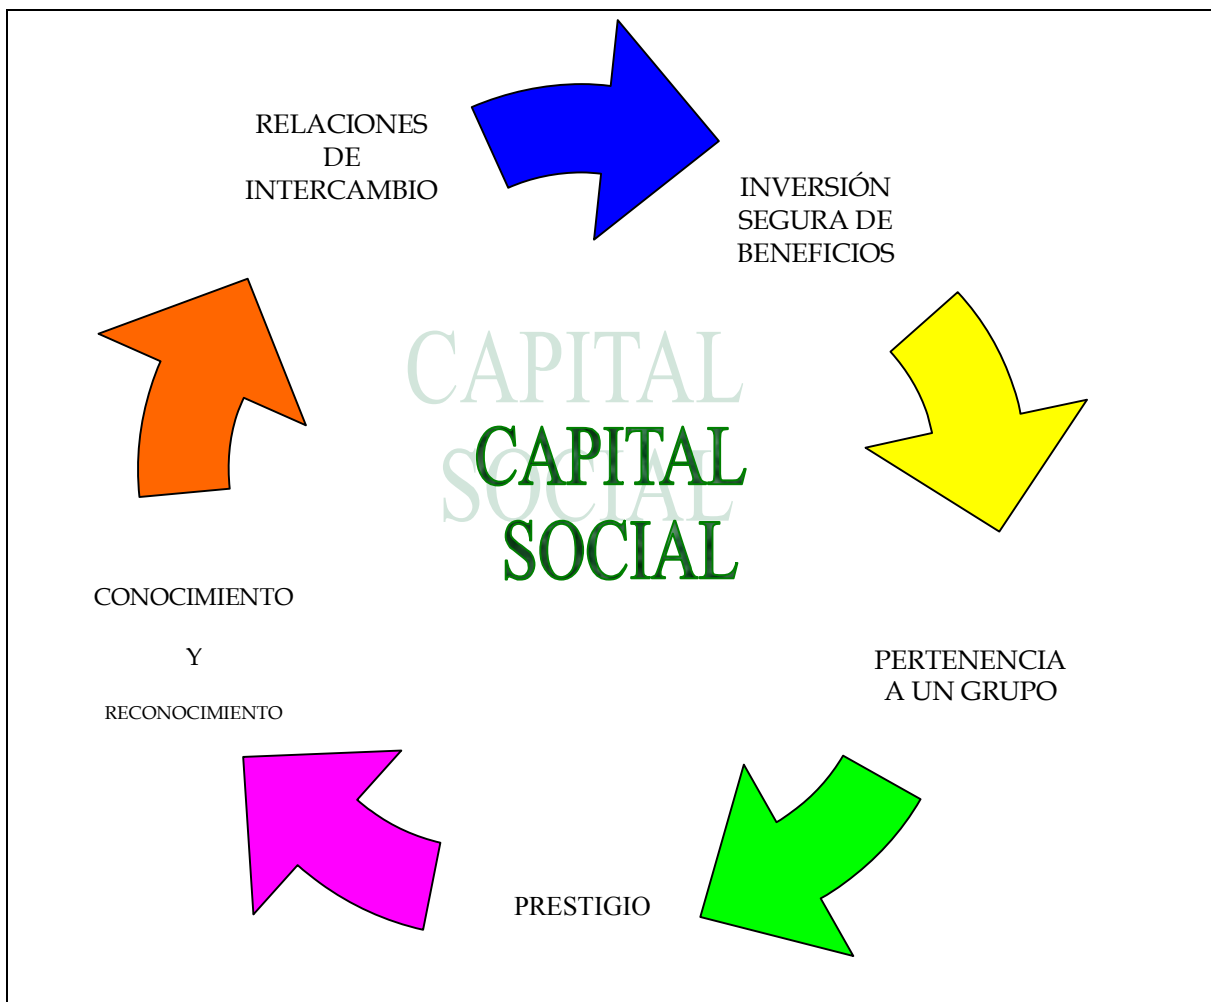 RELACIONES
DE
INTERCAMBIO
INVERSIÓN
SEGURA DE
BENEFICIOS
CAPITAL
SOCIAL
CAPITAL
SOCIAL
CONOCIMIENTO
Y
RECONOCIMIENTO
PERTENENCIA
A UN GRUPO
PRESTIGIO